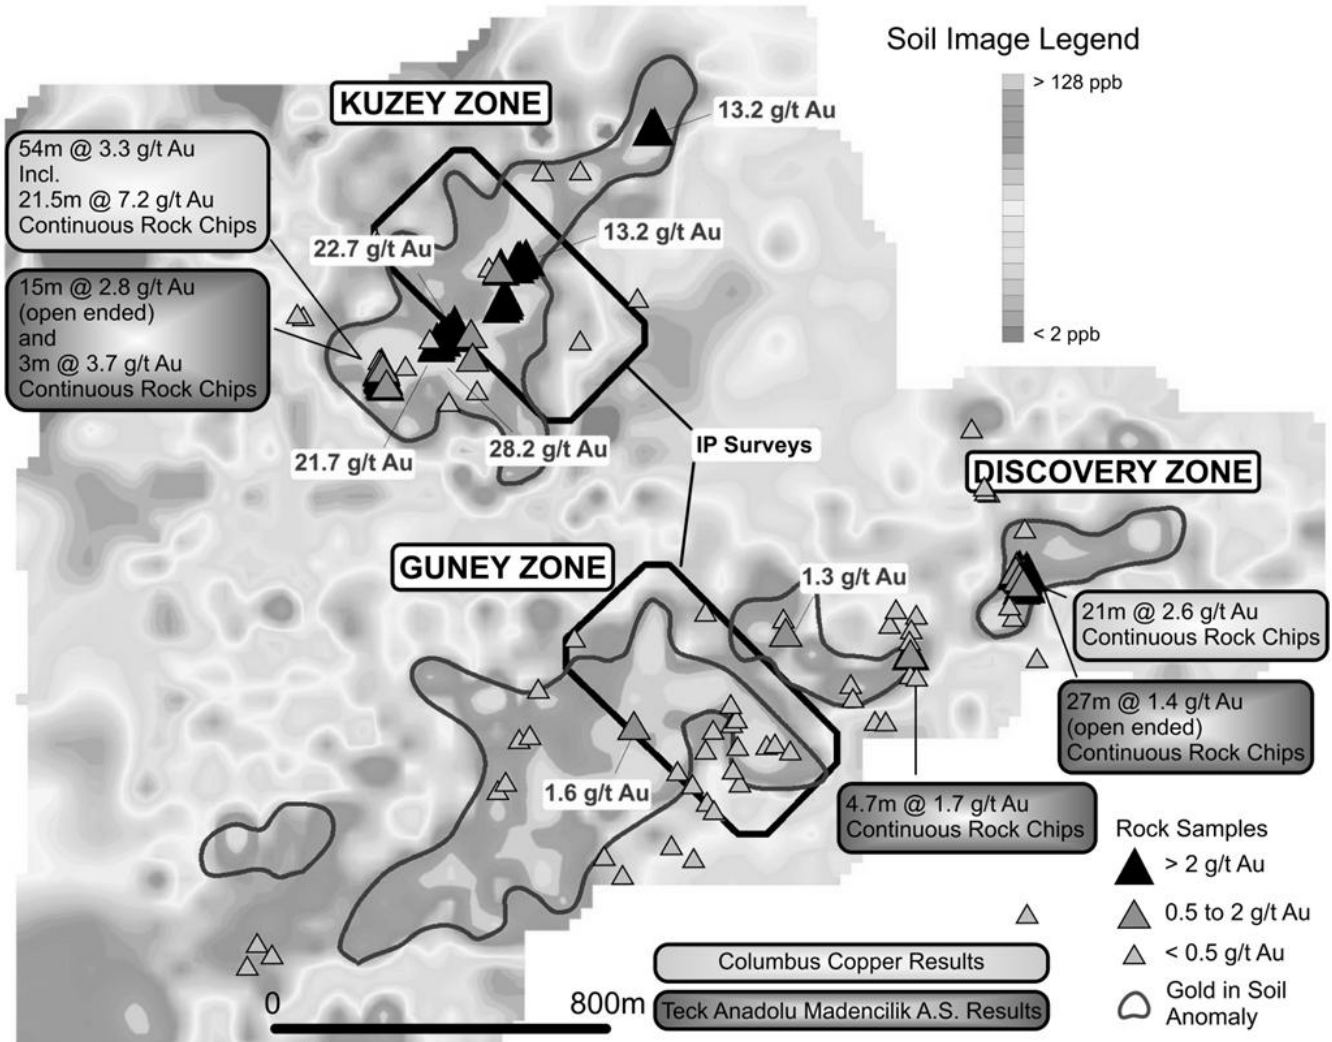 Soil Image Legend
> 128 ppb
< 2 ppb
KUZEY ZONE
13.2 g/t Au
54m @ 3.3 g/t Au
Incl.
21.5m @ 7.2 g/t Au
Continuous Rock Chips
22.7 g/t Au
13.2 g/t Au
15m @ 2.8 g/t Au
(open ended)
and
3m @ 3.7 g/t Au
Continuous Rock Chips
21.7 g/t Au
28.2 g/t Au
IP Surveys
DISCOVERY ZONE
GUNEY ZONE
1.3 g/t Au
21m @ 2.6 g/t Au
Continuous Rock Chips
27m @ 1.4 g/t Au
(open ended)
Continuous Rock Chips
1.6 g/t Au
4.7m @ 1.7 g/t Au
Continuous Rock Chips
Rock Samples
> 2 g/t Au
0.5 to 2 g/t Au
< 0.5 g/t Au
Gold in Soil
Anomaly
Columbus Copper Results
Teck Anadolu Madencilik A.S. Results
0 800m